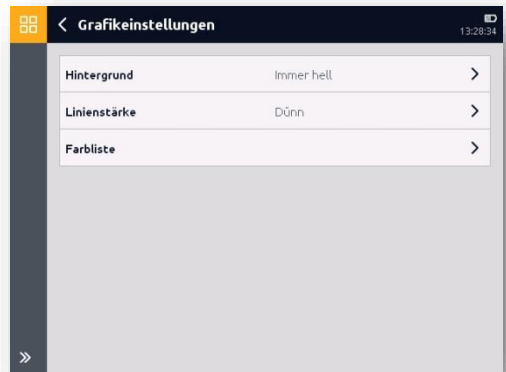 Grafikeinstellungen
13:28:34
Hintergrund Immer hell
Linienstärke Dünn
Farbliste